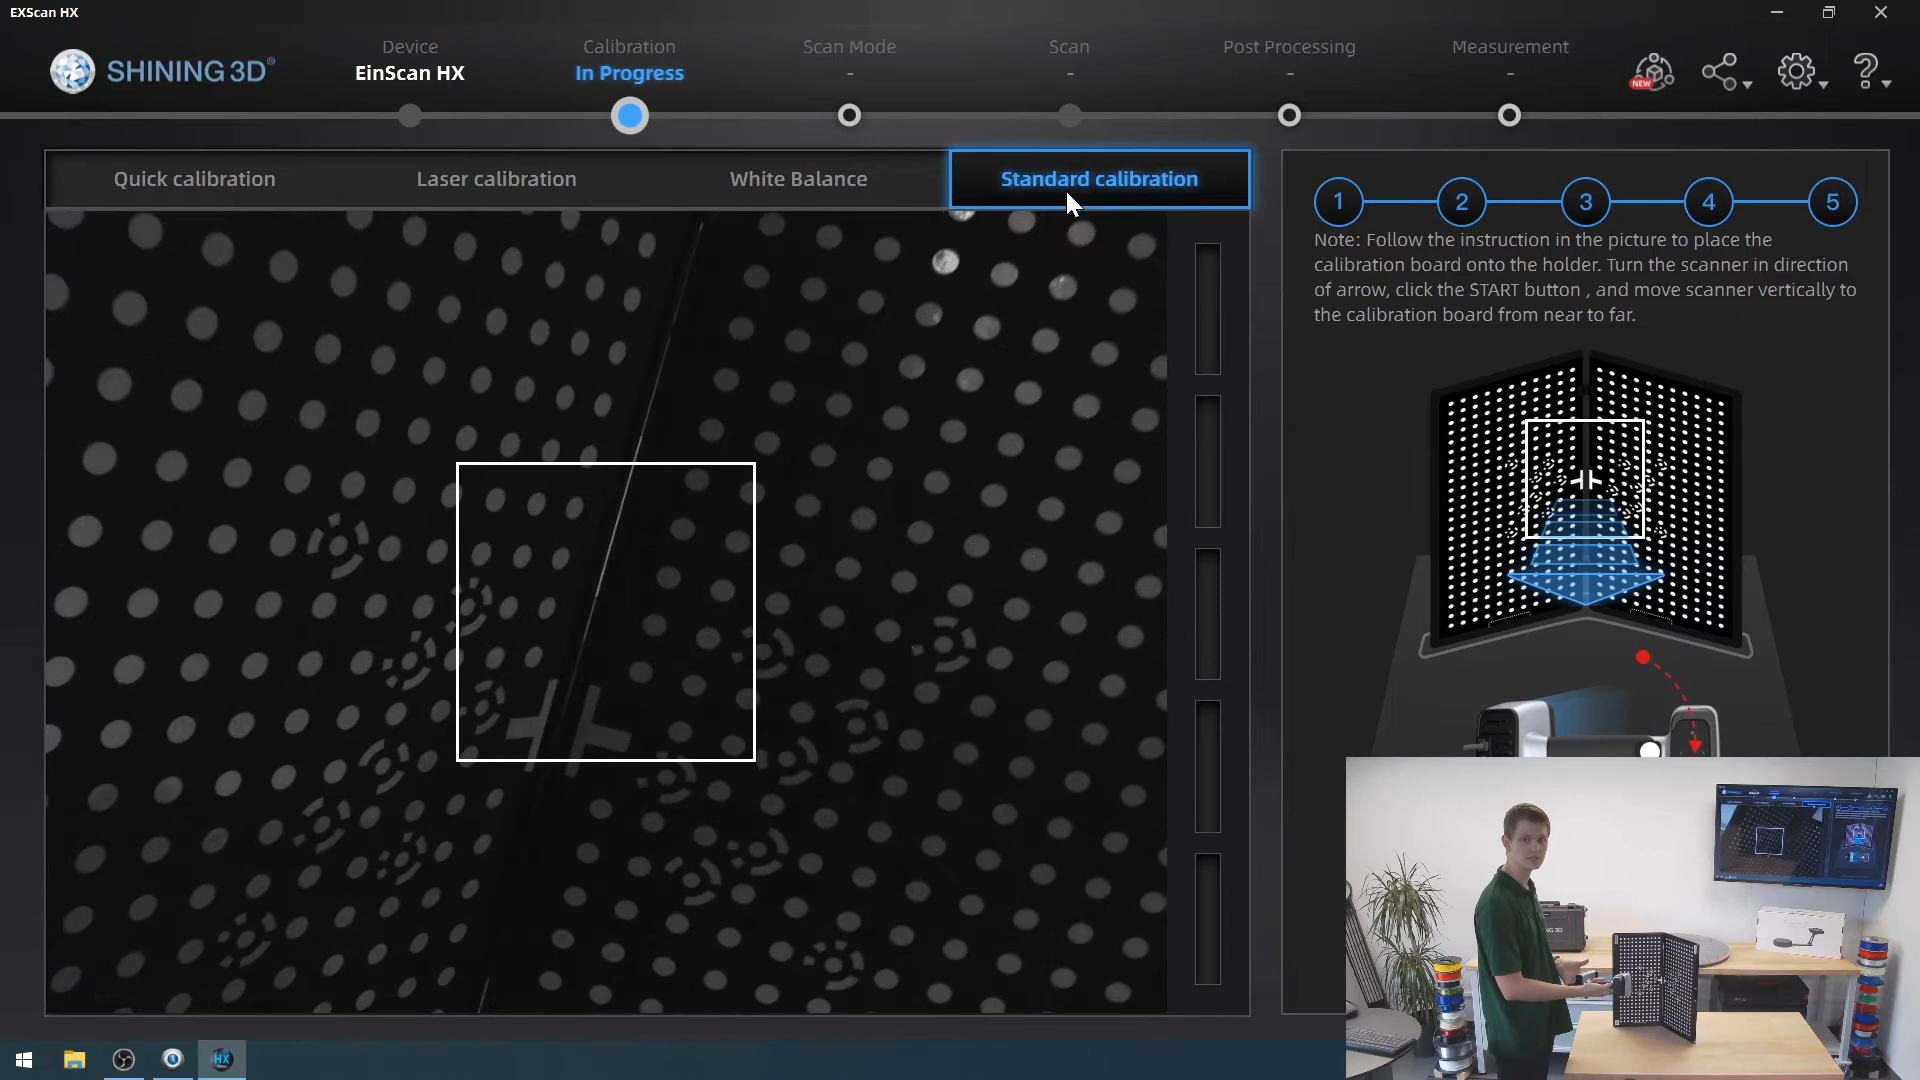 EXScan HX
SHINING 3D®
Device
EinScan HX
Calibration
In Progress
Scan Mode
-
Scan
-
Post Processing
-
Measurement
-
NEW
?
Quick calibration
Laser calibration
White Balance
Standard calibration
1 2 3 4 5
Note: Follow the instruction in the picture to place the
calibration board onto the holder. Turn the scanner in direction
of arrow, click the START button , and move scanner vertically to
the calibration board from near to far.
HX